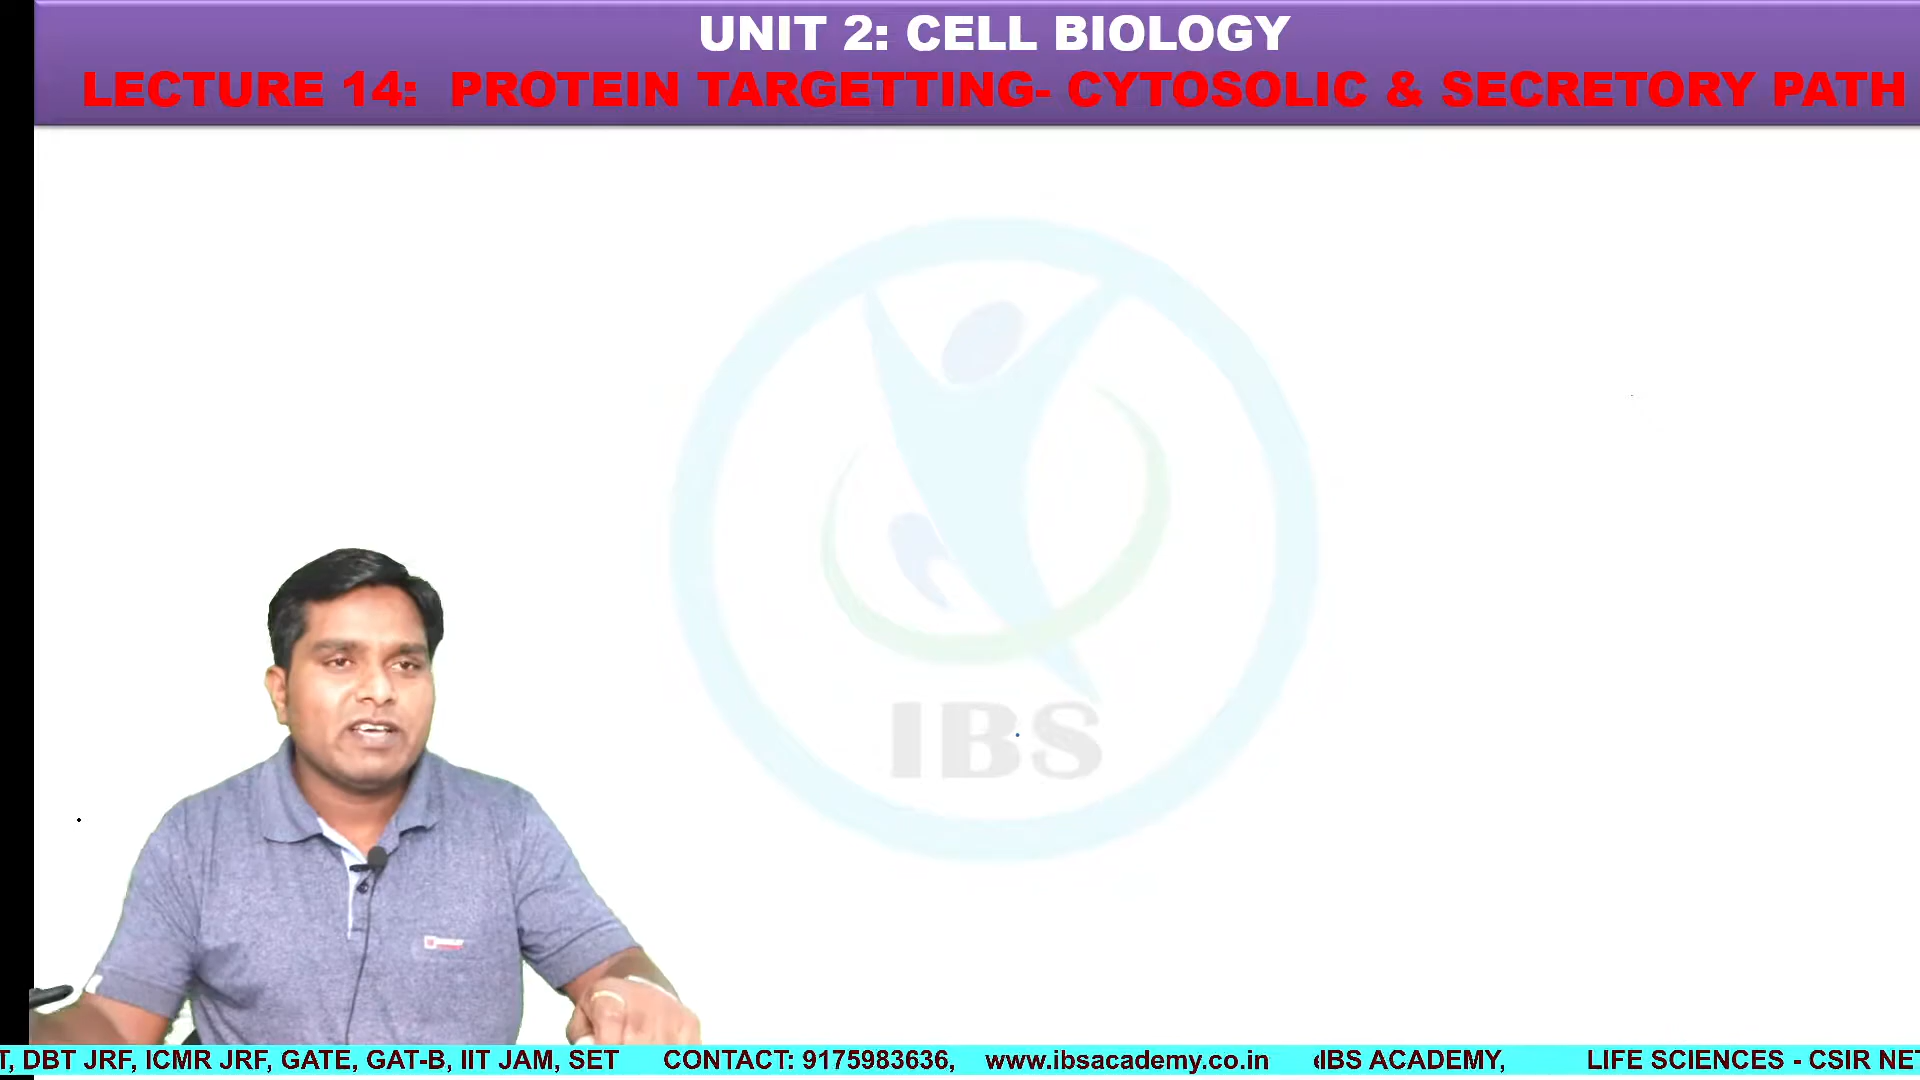 UNIT 2: CELL BIOLOGY
LECTURE 14: PROTEIN TARGETTING- CYTOSOLIC & SECRETORY PATH
IBS
T, DBT JRF, ICMR JRF, GATE, GAT-B, IIT JAM, SET CONTACT: 9175983636, www.ibsacademy.co.in IBS ACADEMY, LIFE SCIENCES - CSIR NET